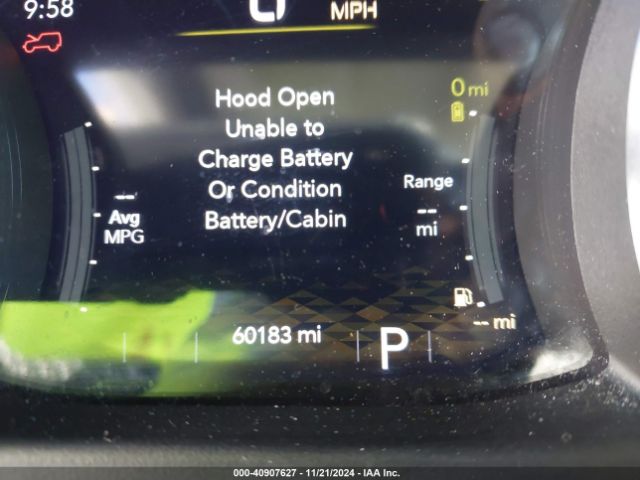 9:58
MPH
Hood Open
Unable to
Charge Battery
Or Condition
Battery/Cabin
0 mi
Range
--
mi
--
Avg
MPG
-- mi
60183 mi
P
000-40907627 - 11/21/2024 - IAA Inc.